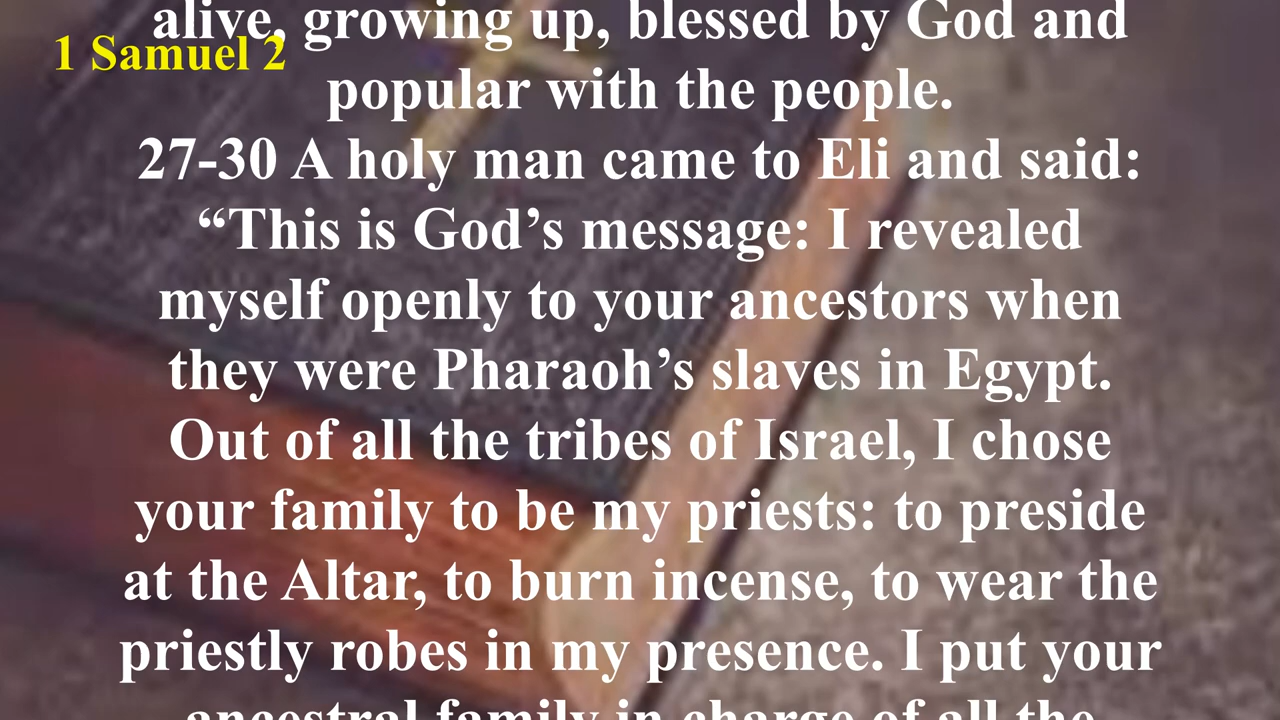 alive, growing up, blessed by God and
1 Samuel 2
popular with the people.
27-30 A holy man came to Eli and said:
“This is God’s message: I revealed
myself openly to your ancestors when
they were Pharaoh’s slaves in Egypt.
Out of all the tribes of Israel, I chose
your family to be my priests: to preside
at the Altar, to burn incense, to wear the
priestly robes in my presence. I put your
ancestral family in charge of all the